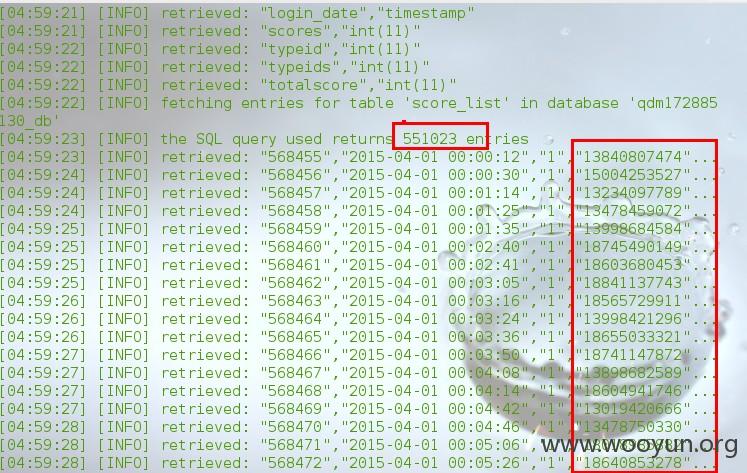 [04:59:21] [INFO] retrieved: "login_date","timestamp"
[04:59:21] [INFO] retrieved: "scores","int(11)"
[04:59:22] [INFO] retrieved: "typeid","int(11)"
[04:59:22] [INFO] retrieved: "typeids","int(11)"
[04:59:22] [INFO] retrieved: "totalscore","int(11)"
[04:59:22] [INFO] fetching entries for table 'score_list' in database 'qdm172885
130_db'
[04:59:23] [INFO] the SQL query used returns 551023 entries
[04:59:23] [INFO] retrieved: "568455","2015-04-01 00:00:12","1","13840807474"...
[04:59:24] [INFO] retrieved: "568456","2015-04-01 00:00:30","1","15004253527"...
[04:59:24] [INFO] retrieved: "568457","2015-04-01 00:01:14","1","13234097789"...
[04:59:24] [INFO] retrieved: "568458","2015-04-01 00:01:25","1","13478459072"...
[04:59:25] [INFO] retrieved: "568459","2015-04-01 00:01:35","1","13998684584"...
[04:59:25] [INFO] retrieved: "568460","2015-04-01 00:02:40","1","18745490149"...
[04:59:25] [INFO] retrieved: "568461","2015-04-01 00:02:41","1","18603680453"...
[04:59:25] [INFO] retrieved: "568462","2015-04-01 00:03:05","1","18841137743"...
[04:59:26] [INFO] retrieved: "568463","2015-04-01 00:03:16","1","18565729911"...
[04:59:26] [INFO] retrieved: "568464","2015-04-01 00:03:24","1","13998421296"...
[04:59:26] [INFO] retrieved: "568465","2015-04-01 00:03:36","1","18655033321"...
[04:59:27] [INFO] retrieved: "568466","2015-04-01 00:03:50","1","18741147872"...
[04:59:27] [INFO] retrieved: "568467","2015-04-01 00:04:08","1","13898682589"...
[04:59:27] [INFO] retrieved: "568468","2015-04-01 00:04:14","1","18604941746"...
[04:59:27] [INFO] retrieved: "568469","2015-04-01 00:04:42","1","13019420666"...
[04:59:28] [INFO] retrieved: "568470","2015-04-01 00:04:46","1","13478750330"...
[04:59:28] [INFO] retrieved: "568471","2015-04-01 00:05:06","1",
[04:59:28] [INFO] retrieved: "568472","2015-04-01 00:05:26","1","18640853278"...
www.wooyun.org